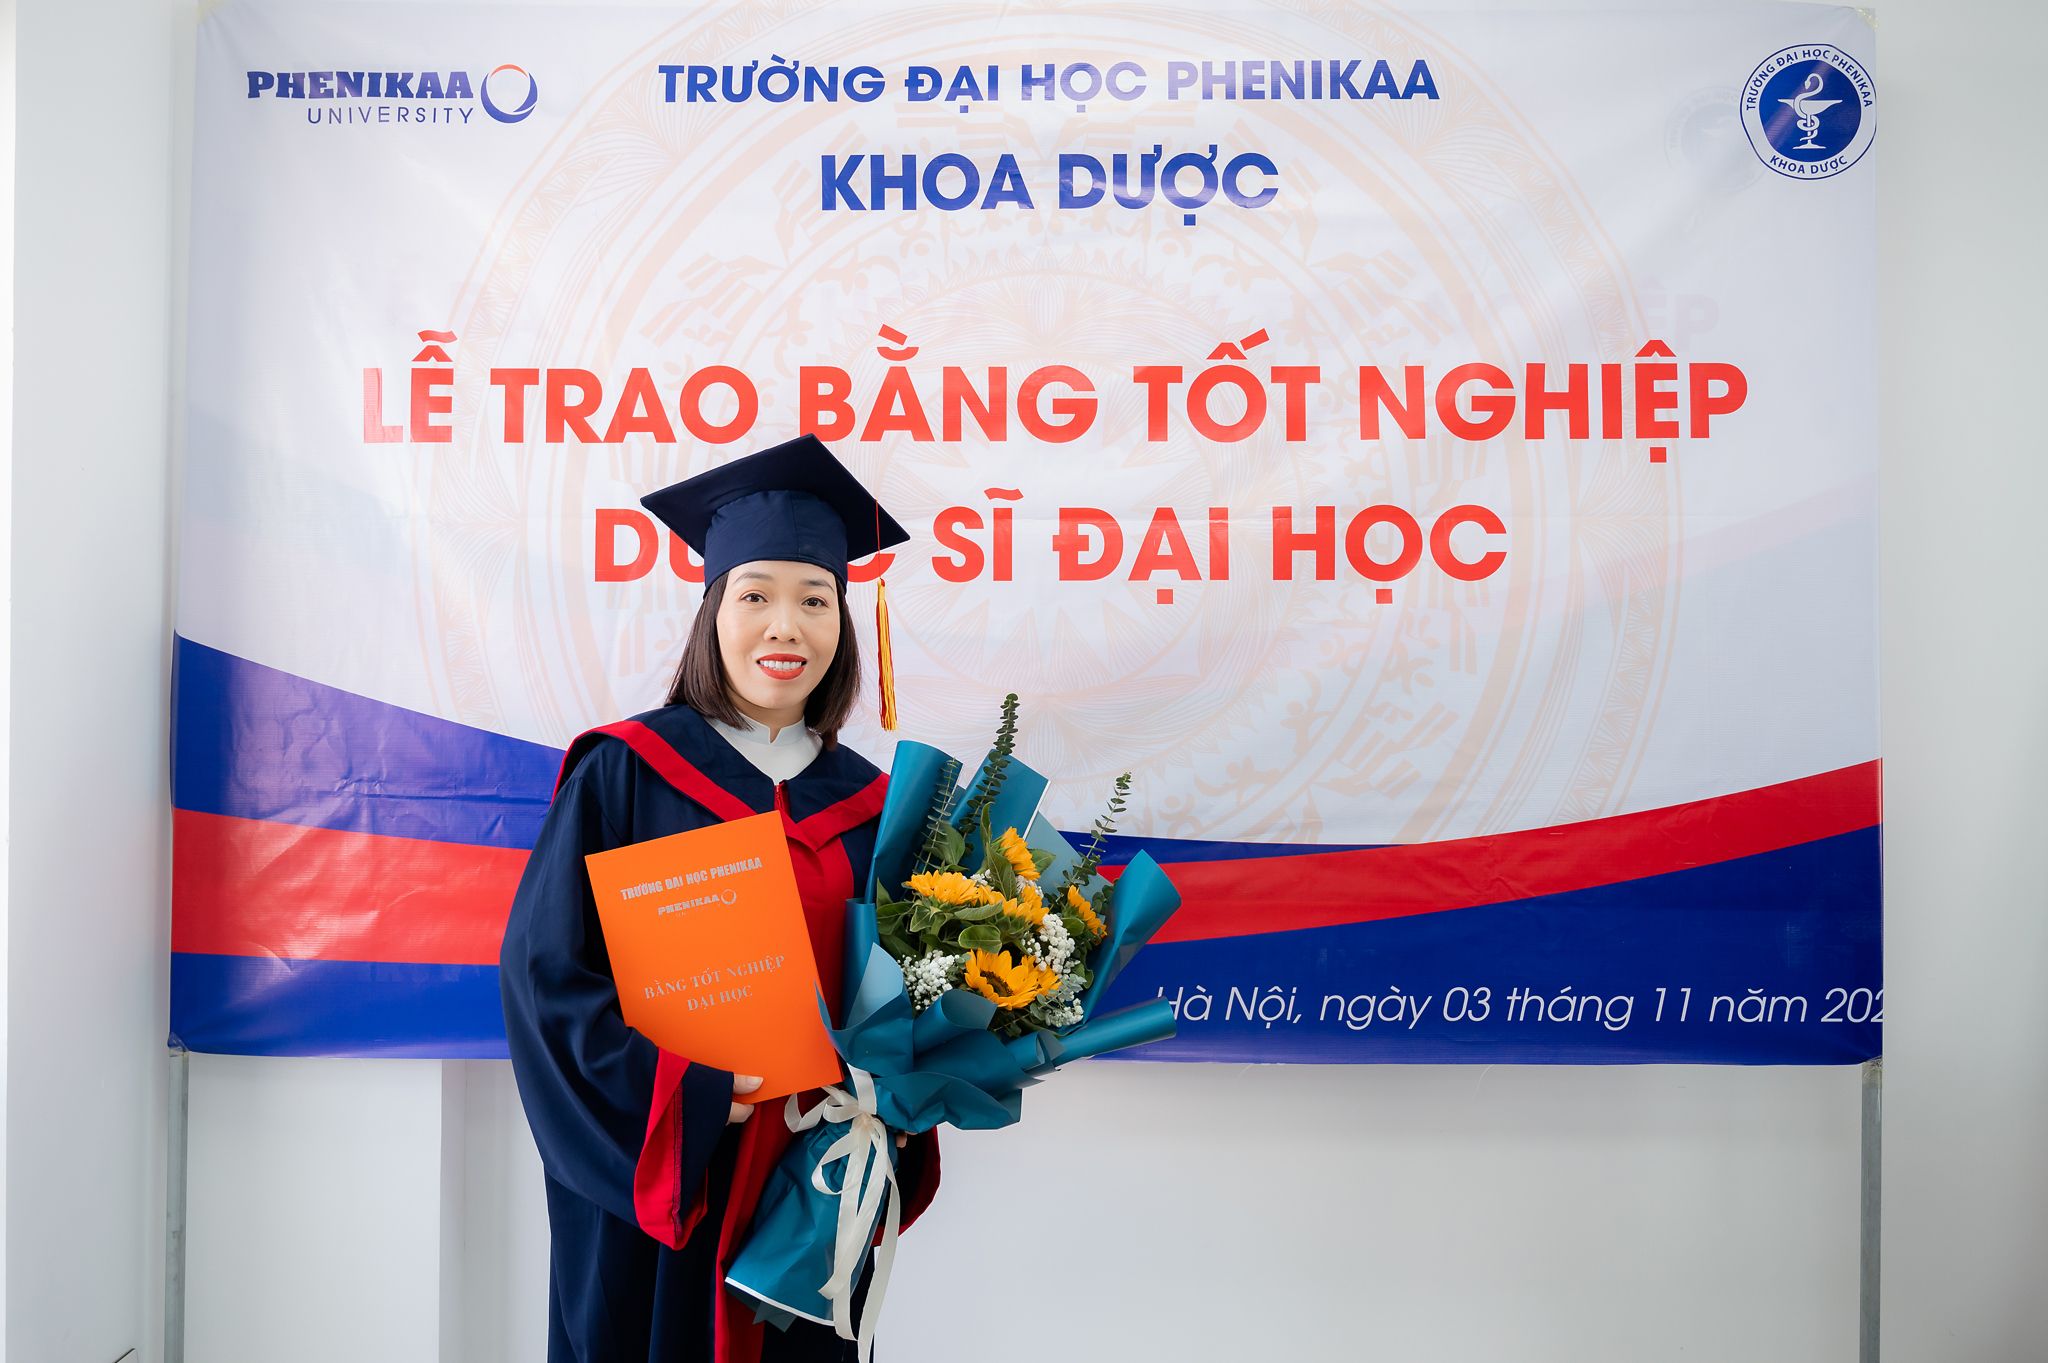 PHENIKAA
UNIVERSITY
TRƯỜNG ĐẠI HỌC PHENIKAA
KHOA DƯỢC
TRƯỜNG ĐẠI HỌC PHENIKAA
KHOA DƯỢC
LỄ TRAO BẰNG TỐT NGHIỆP
SĨ ĐẠI HỌC
Hà Nội, ngày 03 tháng 11 năm
TRƯỜNG ĐẠI HỌC PHENIKAA
PHENIKAA
BẰNG TỐT NGHIỆP
ĐẠI HỌC